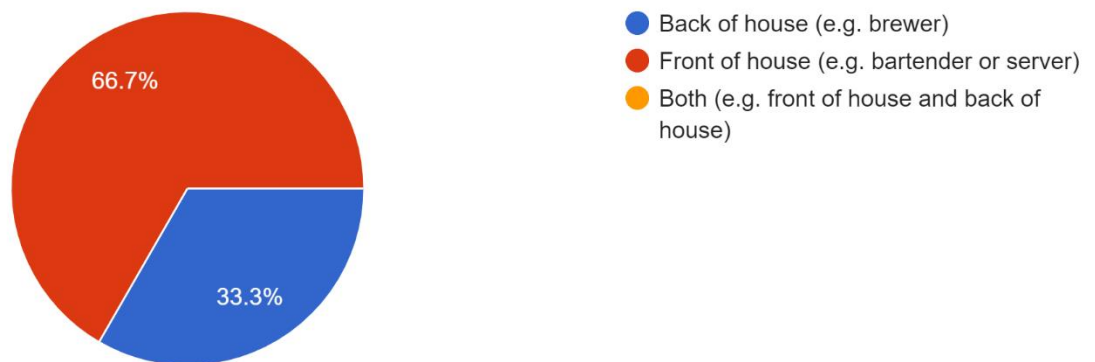 66.7%
33.3%
Back of house (e.g. brewer)
Front of house (e.g. bartender or server)
Both (e.g. front of house and back of
house)